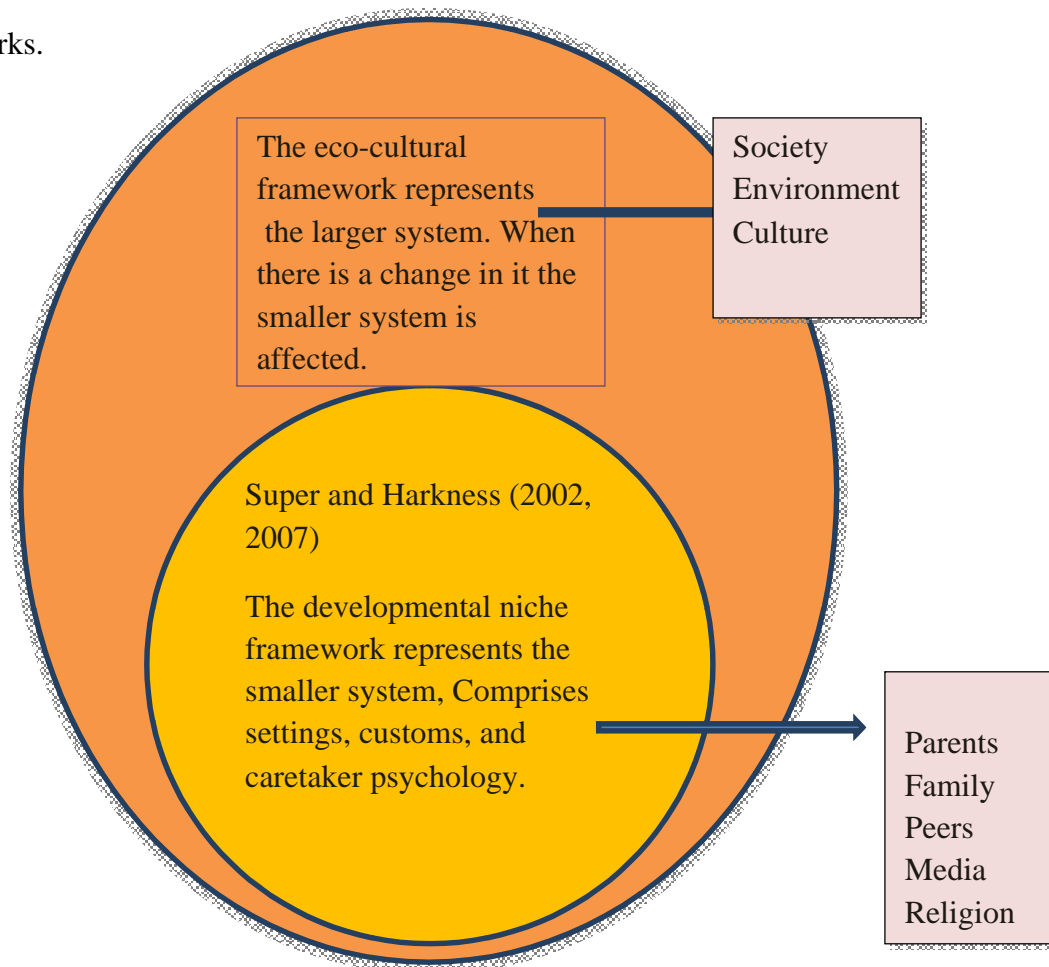 rks.
The eco-cultural
framework represents
the larger system. When
there is a change in it the
smaller system is
affected.
Society
Environment
Culture
Super and Harkness (2002,
2007)
The developmental niche
framework represents the
smaller system, Comprises
settings, customs, and
caretaker psychology.
Parents
Family
Peers
Media
Religion